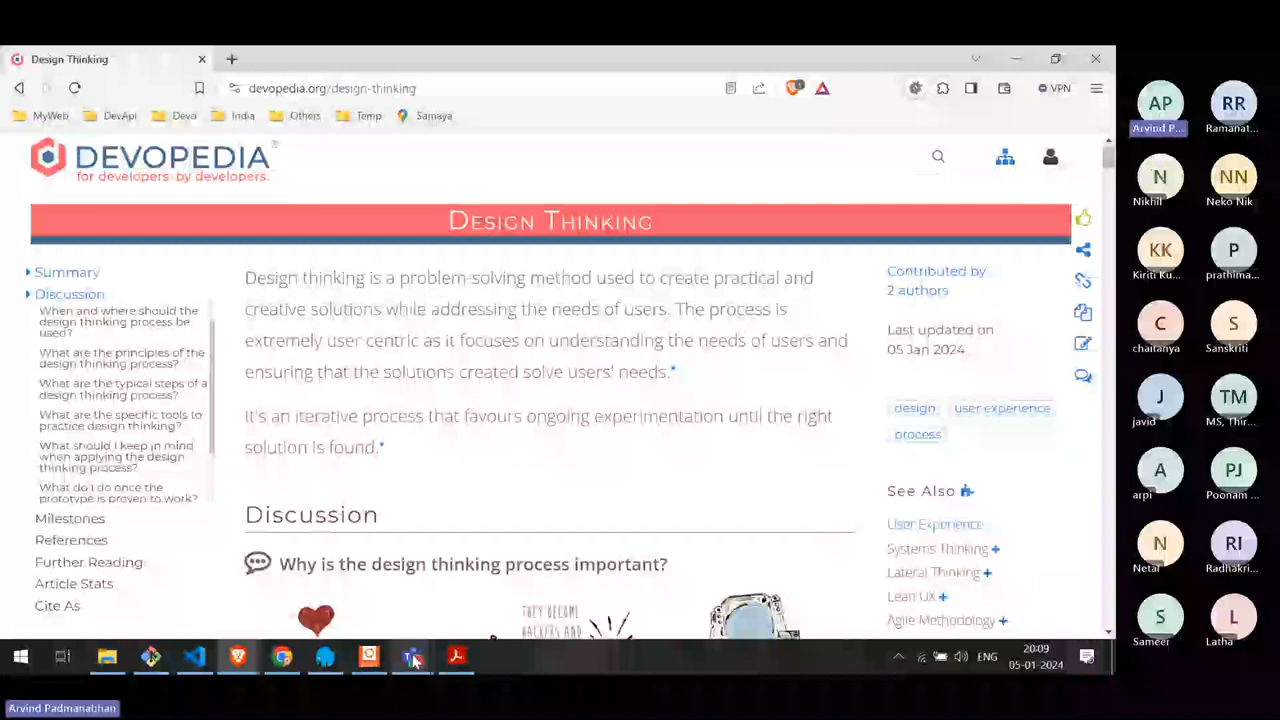 Design Thinking
devopedia.org/design-thinking
VPN
MyWeb
DevApi
Deva
India
Others
Temp
Samaya
DEVOPEDIA
for developers. by developers.
DESIGN THINKING
Summary
Discussion
When and where should the
design thinking process be
used?
What are the principles of the
design thinking process?
What are the typical steps of a
design thinking process?
What are the specific tools to
practice design thinking?
What should I keep in mind
when applying the design
thinking process?
What do I do once the
prototype is proven to work?
Milestones
References
Further Reading
Article Stats
Cite As
Design thinking is a problem-solving method used to create practical and
creative solutions while addressing the needs of users. The process is
extremely user centric as it focuses on understanding the needs of users and
ensuring that the solutions created solve users' needs.*
It's an iterative process that favours ongoing experimentation until the right
solution is found.*
Discussion
Why is the design thinking process important?
THEY BECOME
HACKERS AND
Contributed by
2 authors
Last updated on
05 Jan 2024
design
user experience
process
See Also
User Experience
Systems Thinking +
Lateral Thinking +
Lean UX +
Agile Methodology +
ENG
20:09
05-01-2024
Arvind Padmanabhan
AP
Arvind P...
RR
Ramanat...
N
Nikhil
NN
Neko Nik
KK
Kiriti Ku...
P
prathima...
C
chaitanya
S
Sanskriti
J
javid
TM
MS, Thir...
A
arpi
PJ
Poonam ...
N
Netal
RI
Radhakri...
S
Sameer
L
Latha